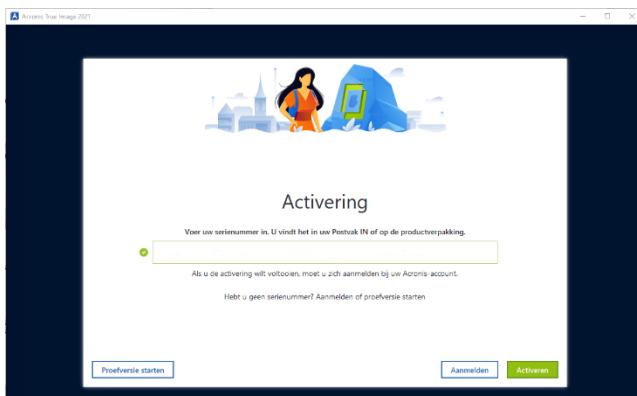 Acronis True Image 2021
Activering
Voer uw serienummer in. U vindt het in uw Postvak IN of op de productverpakking.
Als u de activering wilt voltooien, moet u zich aanmelden bij uw Acronis-account.
Hebt u geen serienummer? Aanmelden of proefversie starten
Proefversie starten
Aanmelden
Activeren